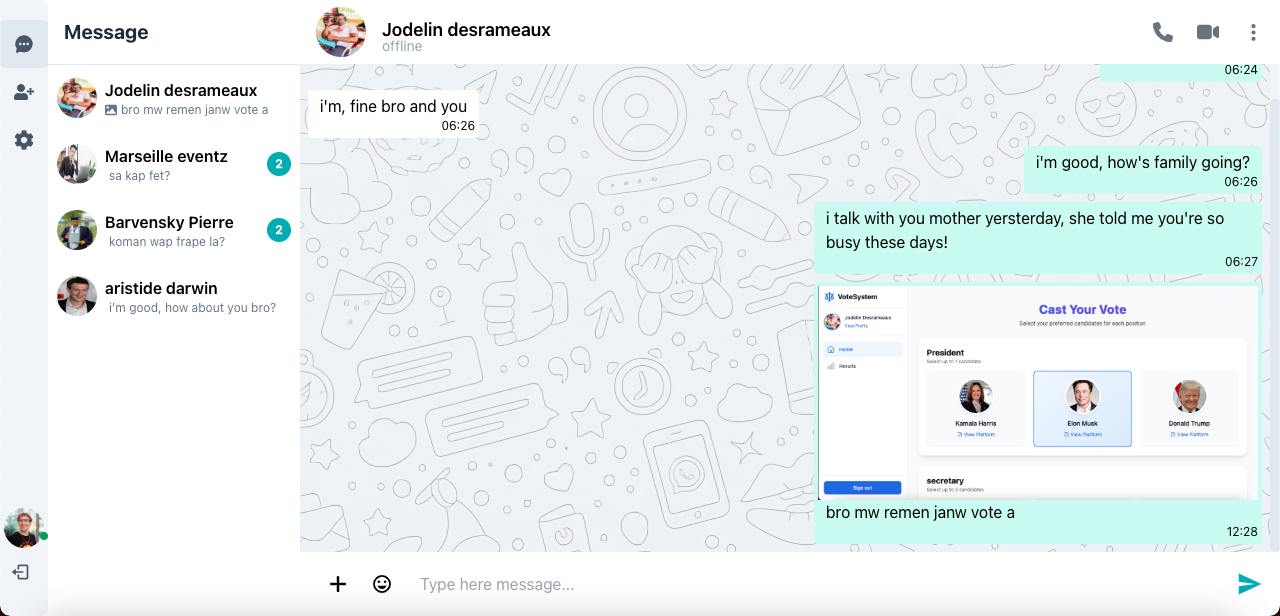 Message
Jodelin desrameaux
bro mw remen janw vote a
Marseille eventz
sa kap fet?
2
Barvensky Pierre
koman wap frape la?
2
aristide darwin
i'm good, how about you bro?
Jodelin desrameaux
offline
06:24
i'm, fine bro and you
06:26
i'm good, how's family going?
06:26
i talk with you mother yersterday, she told me you're so
busy these days!
06:27
VoteSystem
Jodelin Desrameaux
View Profile
Home
Results
Sign out
Cast Your Vote
Select your preferred candidates for each position
President
Select up to 1 candidate
Kamala Harris
View Platform
Elon Musk
View Platform
Donald Trump
View Platform
secretary
Select up to 2 candidates
bro mw remen janw vote a
12:28
Type here message...